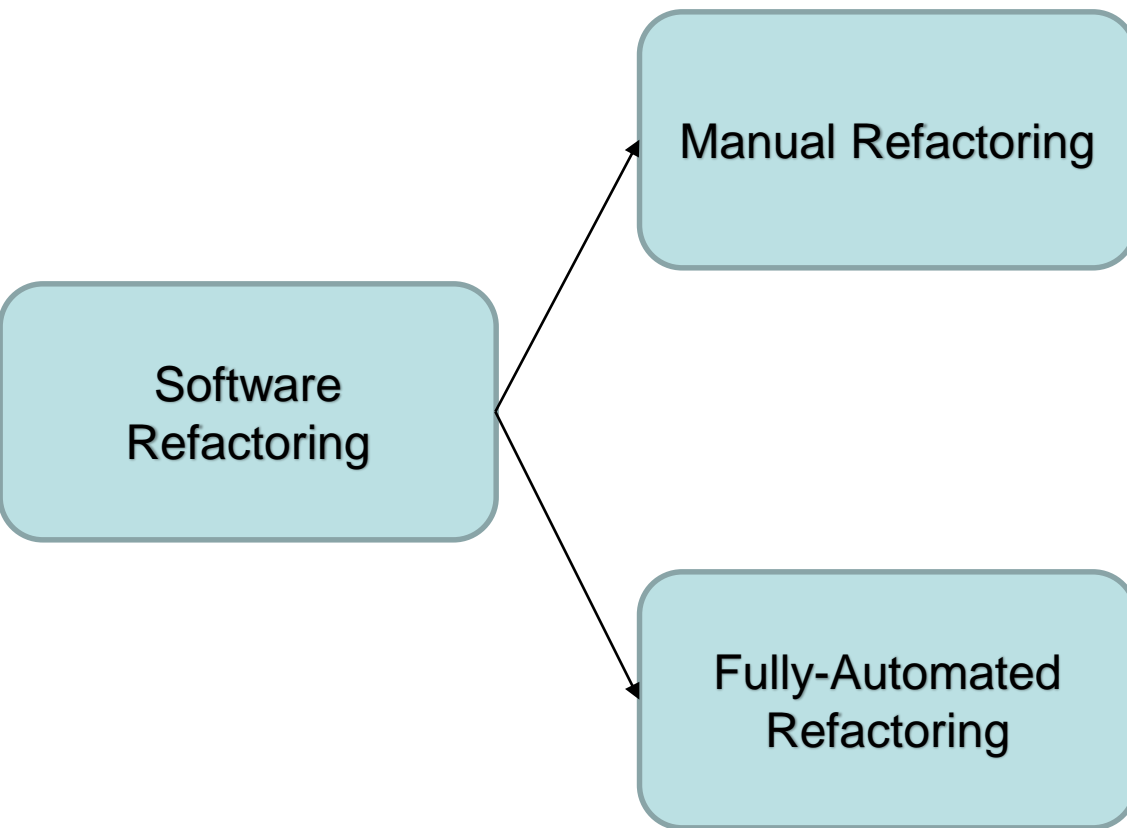 Manual Refactoring
Software
Refactoring
Fully-Automated
Refactoring